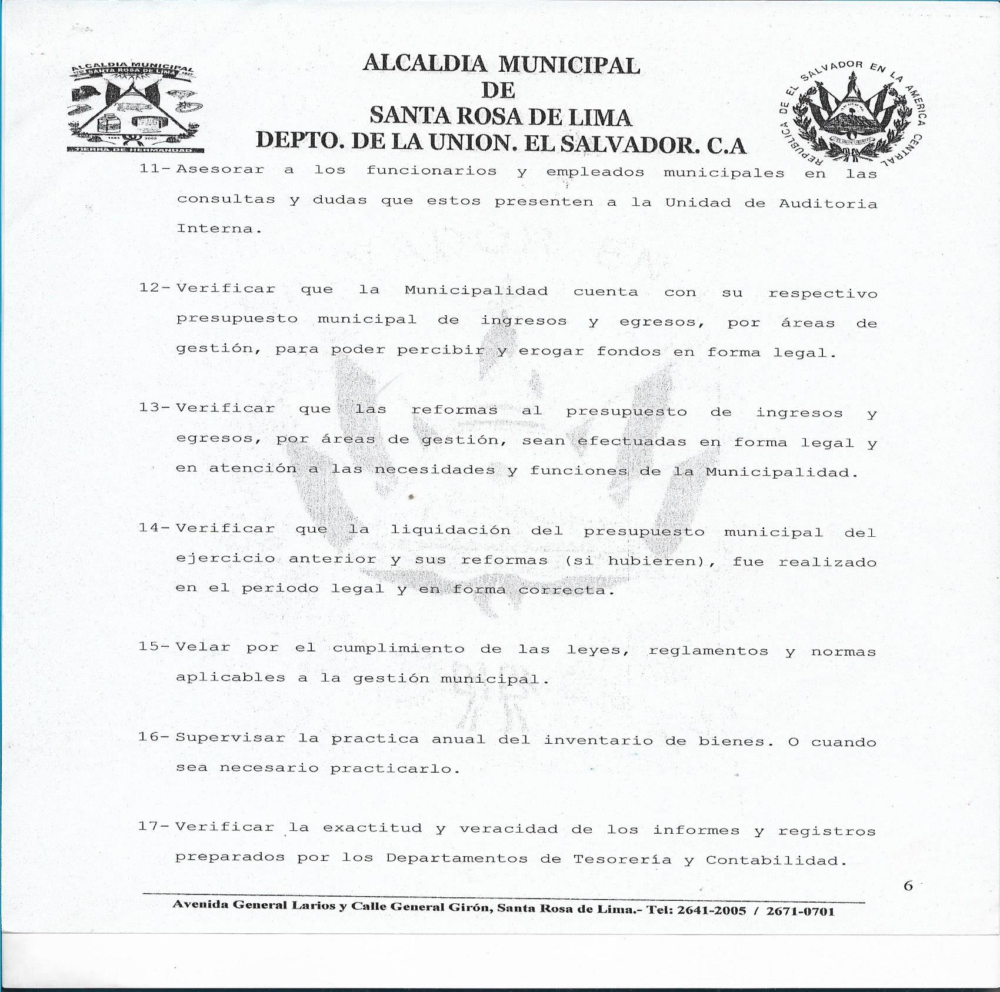 ALCALDIA MUNICIPAL
SANTA ROSA DE LIMA
1883 2003
TIERRA DE HERMANDAD
ALCALDIA MUNICIPAL
DE
SANTA ROSA DE LIMA
DEPTO. DE LA UNION. EL SALVADOR. C.A
REPUBLICA DE EL SALVADOR EN LA AMERICA CENTRAL
11- Asesorar a los funcionarios y empleados municipales en las
consultas y dudas que estos presenten a la Unidad de Auditoria
Interna.
12- Verificar que la Municipalidad cuenta con su respectivo
presupuesto municipal de ingresos y egresos, por áreas de
gestión, para poder percibir y erogar fondos en forma legal.
13- Verificar que las reformas al presupuesto de ingresos y
egresos, por áreas de gestión, sean efectuadas en forma legal y
en atención a las necesidades y funciones de la Municipalidad.
14- Verificar que la liquidación del presupuesto municipal del
ejercicio anterior y sus reformas (si hubieren), fue realizado
en el periodo legal y en forma correcta.
15- Velar por el cumplimiento de las leyes, reglamentos y normas
aplicables a la gestión municipal.
16- Supervisar la practica anual del inventario de bienes. O cuando
sea necesario practicarlo.
17- Verificar la exactitud y veracidad de los informes y registros
preparados por los Departamentos de Tesorería y Contabilidad.
6
Avenida General Larios y Calle General Girón, Santa Rosa de Lima.- Tel: 2641-2005 / 2671-0701